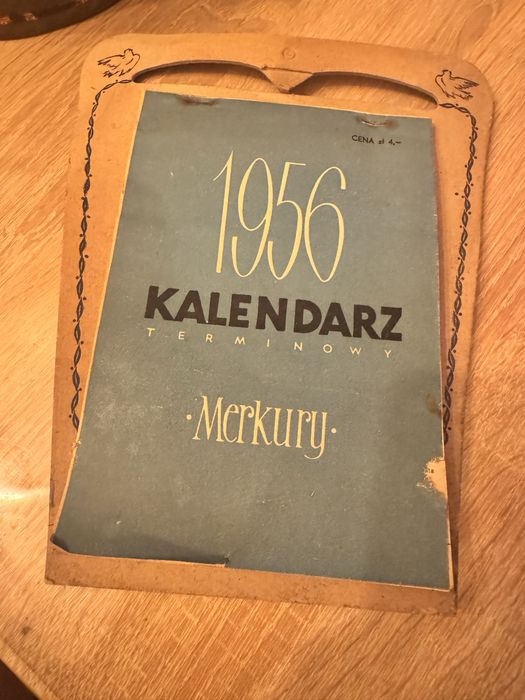 CENA zł 4,—
1956
KALENDARZ
TERMINOWY
·Merkury·